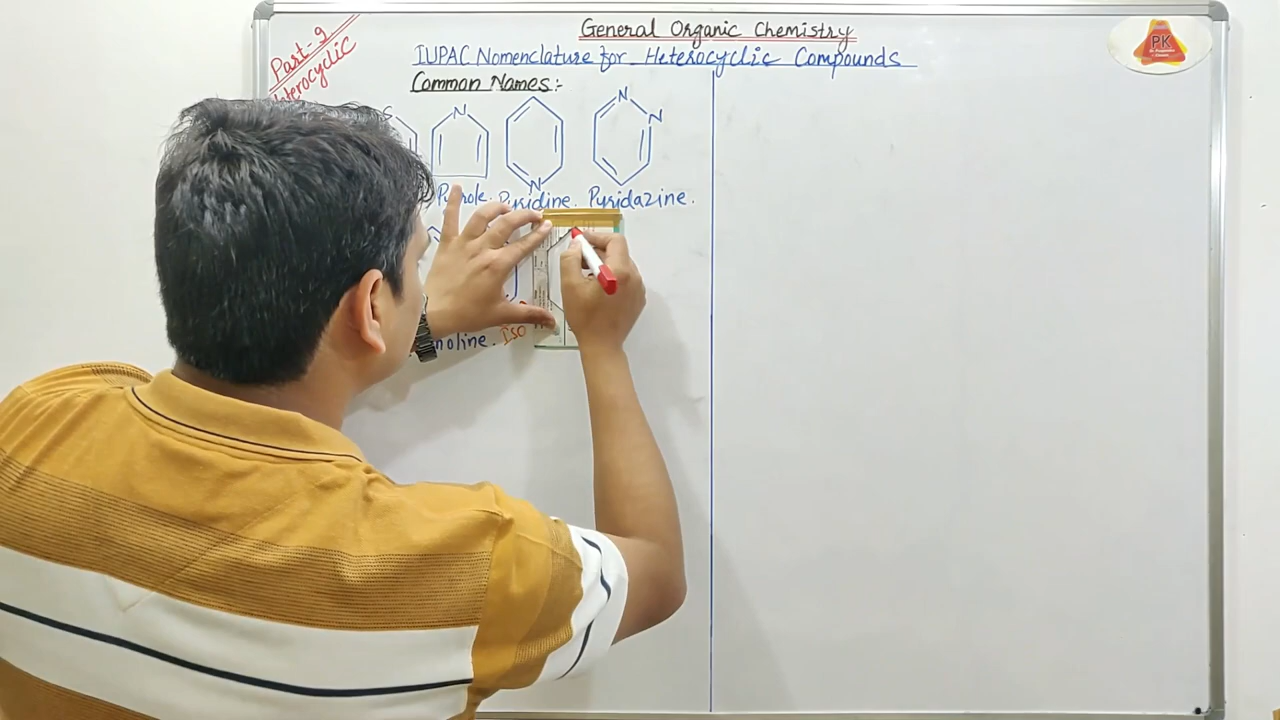 General Organic Chemistry
Part-9
IUPAC Nomenclature for Heterocyclic Compounds
Common Names:-
S
N
N
N
N
Pyridine.
Pyridazine.
PK